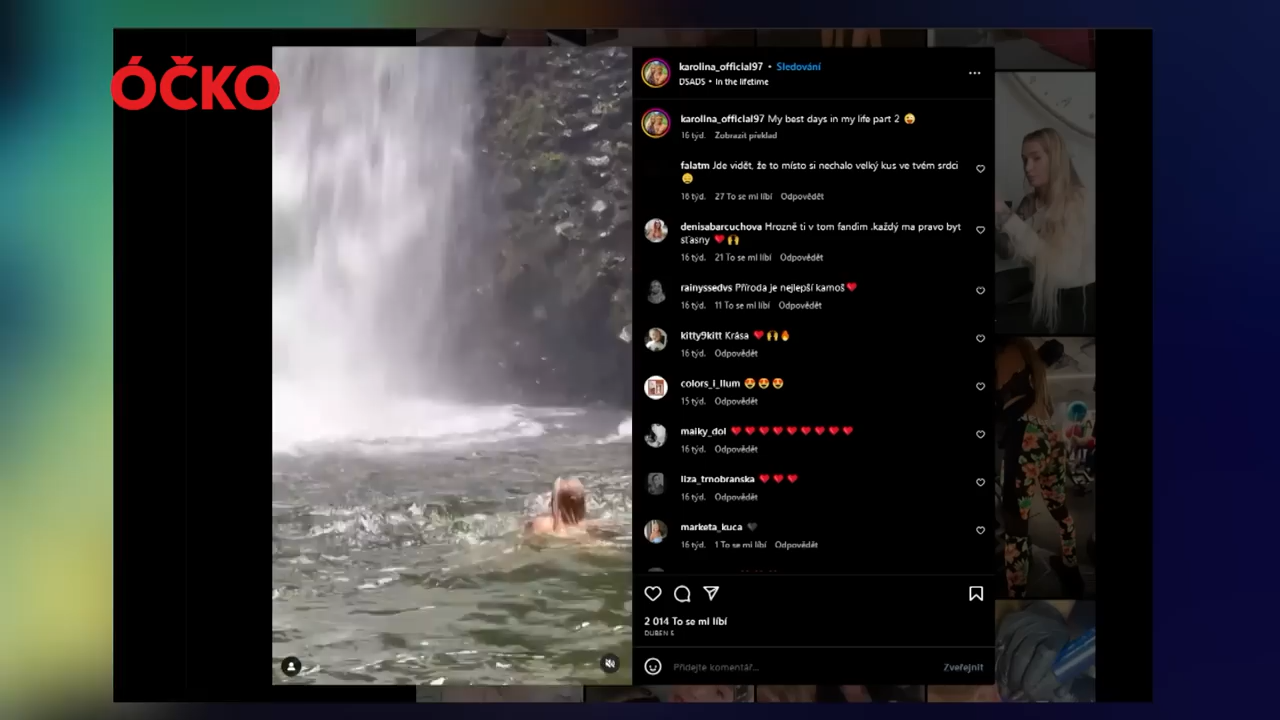 ÓČKO
karolina_official97 • Sledování
DSADS • In the lifetime
karolina_official97 My best days in my life part 2 😜
16 týd. Zobrazit překlad
falatm Jde vidět, že to místo si nechalo velký kus ve tvém srdci
😩
16 týd. 27 To se mi líbí Odpovědět
denisabarcuchova Hrozně ti v tom fandim .každý ma pravo byt
sťasny ❤️🙌
16 týd. 21 To se mi líbí Odpovědět
rainyssedvs Příroda je nejlepší kamoš❤️
16 týd. 11 To se mi líbí Odpovědět
kitty9kitt Krása ❤️🙌🔥
16 týd. Odpovědět
colors_i_llum 😍😍😍
15 týd. Odpovědět
maiky_dol ❤️❤️❤️❤️❤️❤️❤️❤️❤️
16 týd. Odpovědět
liza_trnobranska ❤️❤️❤️
16 týd. Odpovědět
marketa_kuca 🖤
16 týd. 1 To se mi líbí Odpovědět
2 014 To se mi líbí
DUBEN 5
Přidejte komentář...
Zveřejnit